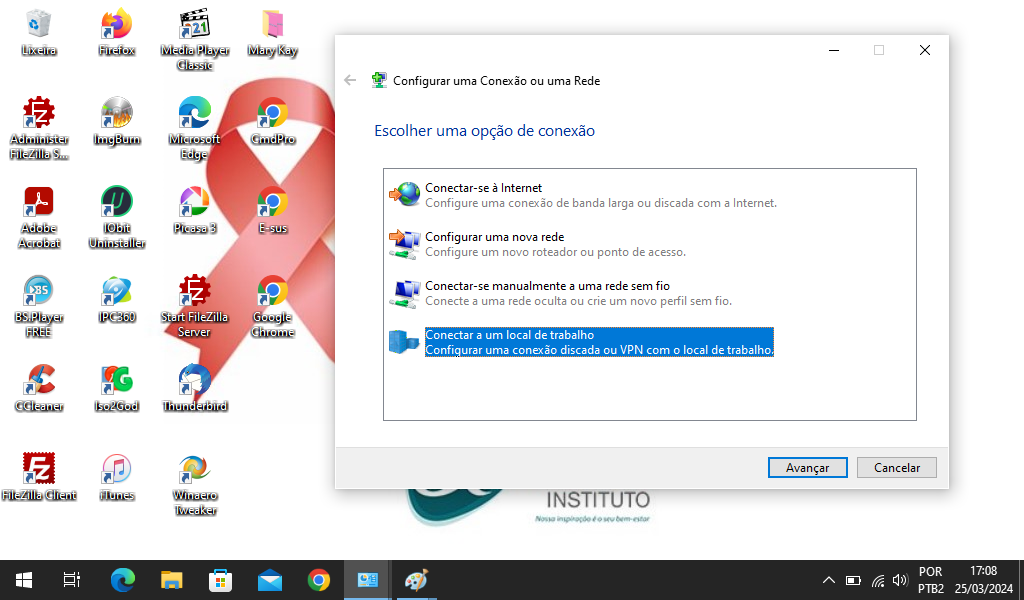 Lixeira
Firefox
Media Player
Classic
Mary Kay
Administer
FileZilla S...
ImgBurn
Microsoft
Edge
CmdPro
Adobe
Acrobat
IObit
Uninstaller
Picasa 3
E-sus
BS.Player
FREE
IPC360
Start FileZilla
Server
Google
Chrome
CCleaner
Iso2God
Thunderbird
FileZilla Client
iTunes
Winaero
Tweaker
Configurar uma Conexão ou uma Rede
Escolher uma opção de conexão
Conectar-se à Internet
Configure uma conexão de banda larga ou discada com a Internet.
Configurar uma nova rede
Configure um novo roteador ou ponto de acesso.
Conectar-se manualmente a uma rede sem fio
Conecte a uma rede oculta ou crie um novo perfil sem fio.
Conectar a um local de trabalho
Configurar uma conexão discada ou VPN com o local de trabalho.
Avançar
Cancelar
INSTITUTO
Nossa inspiração é o seu bem-estar
POR
PTB2
17:08
25/03/2024